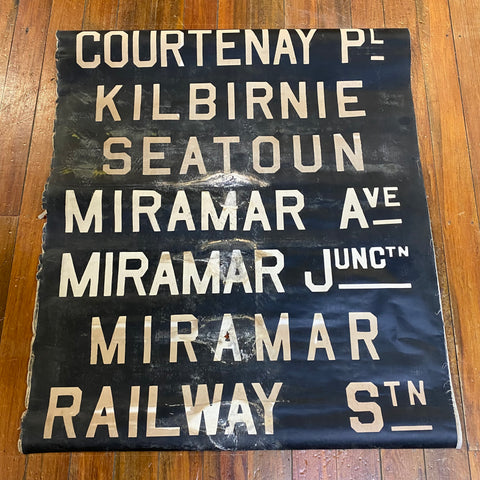 COURTENAY PL
KILBIRNIE
SEATOUN
MIRAMAR AVE
MIRAMAR JUNCTN
MIRAMAR
RAILWAY STN